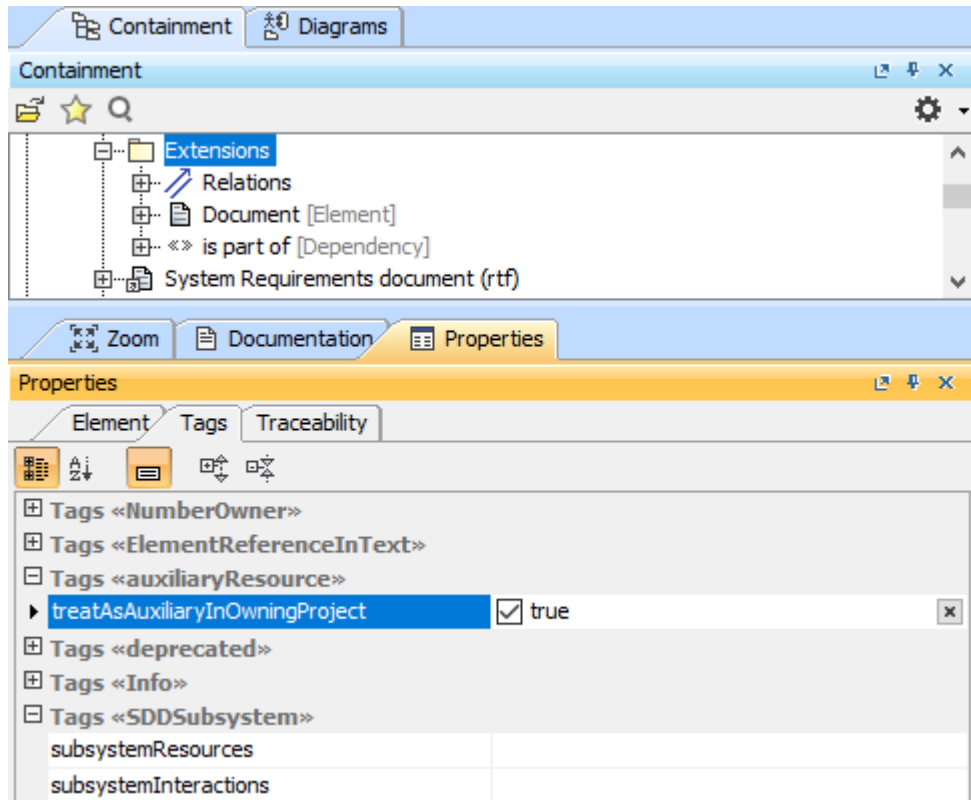 Containment Diagrams
Containment
Extensions
Relations
Document [Element]
«» is part of [Dependency]
System Requirements document (rtf)
Zoom Documentation Properties
Properties
Element Tags Traceability
Tags «NumberOwner»
Tags «ElementReferenceInText»
Tags «auxiliaryResource»
treatAsAuxiliaryInOwningProject true
Tags «deprecated»
Tags «Info»
Tags «SDDSubsystem»
subsystemResources
subsystemInteractions